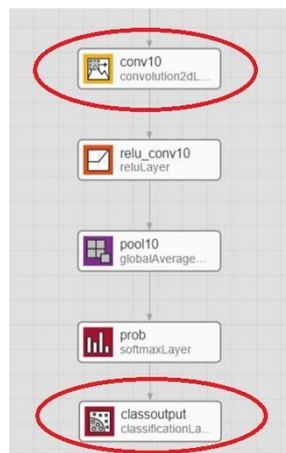 conv10
convolution2dL...
relu_conv10
reluLayer
pool10
globalAverage...
prob
softmaxLayer
classoutput
classificationLa...